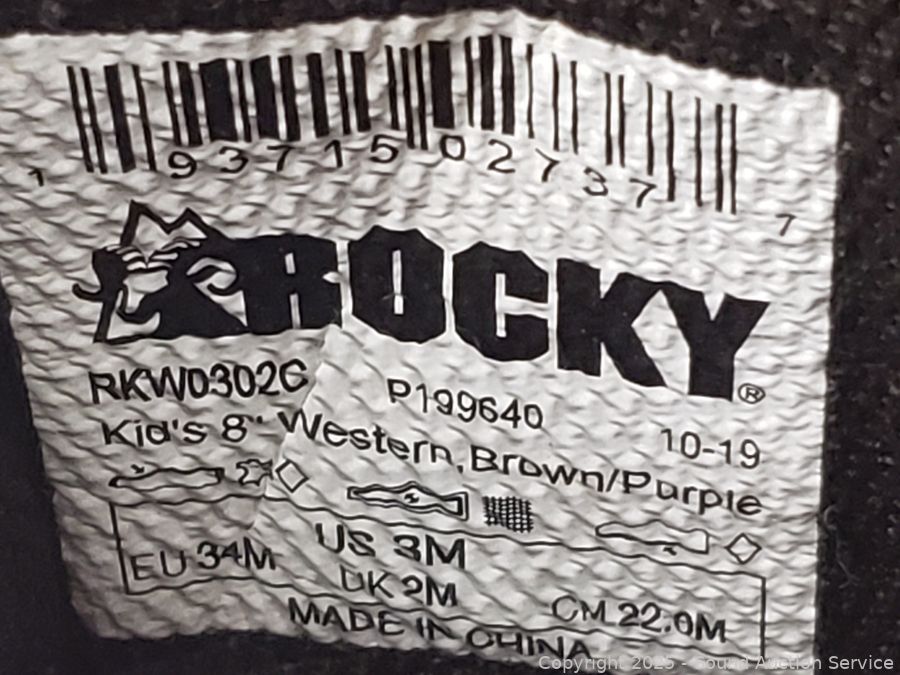 1 93715 02737 7
ROCKY®
RKW0302C P199640 10-19
Kid's 8" Western,Brown/Purple
EU 34M US 3M
UK 2M CM 22.0M
MADE IN CHINA
Copyright 2025 - Sound Auction Service